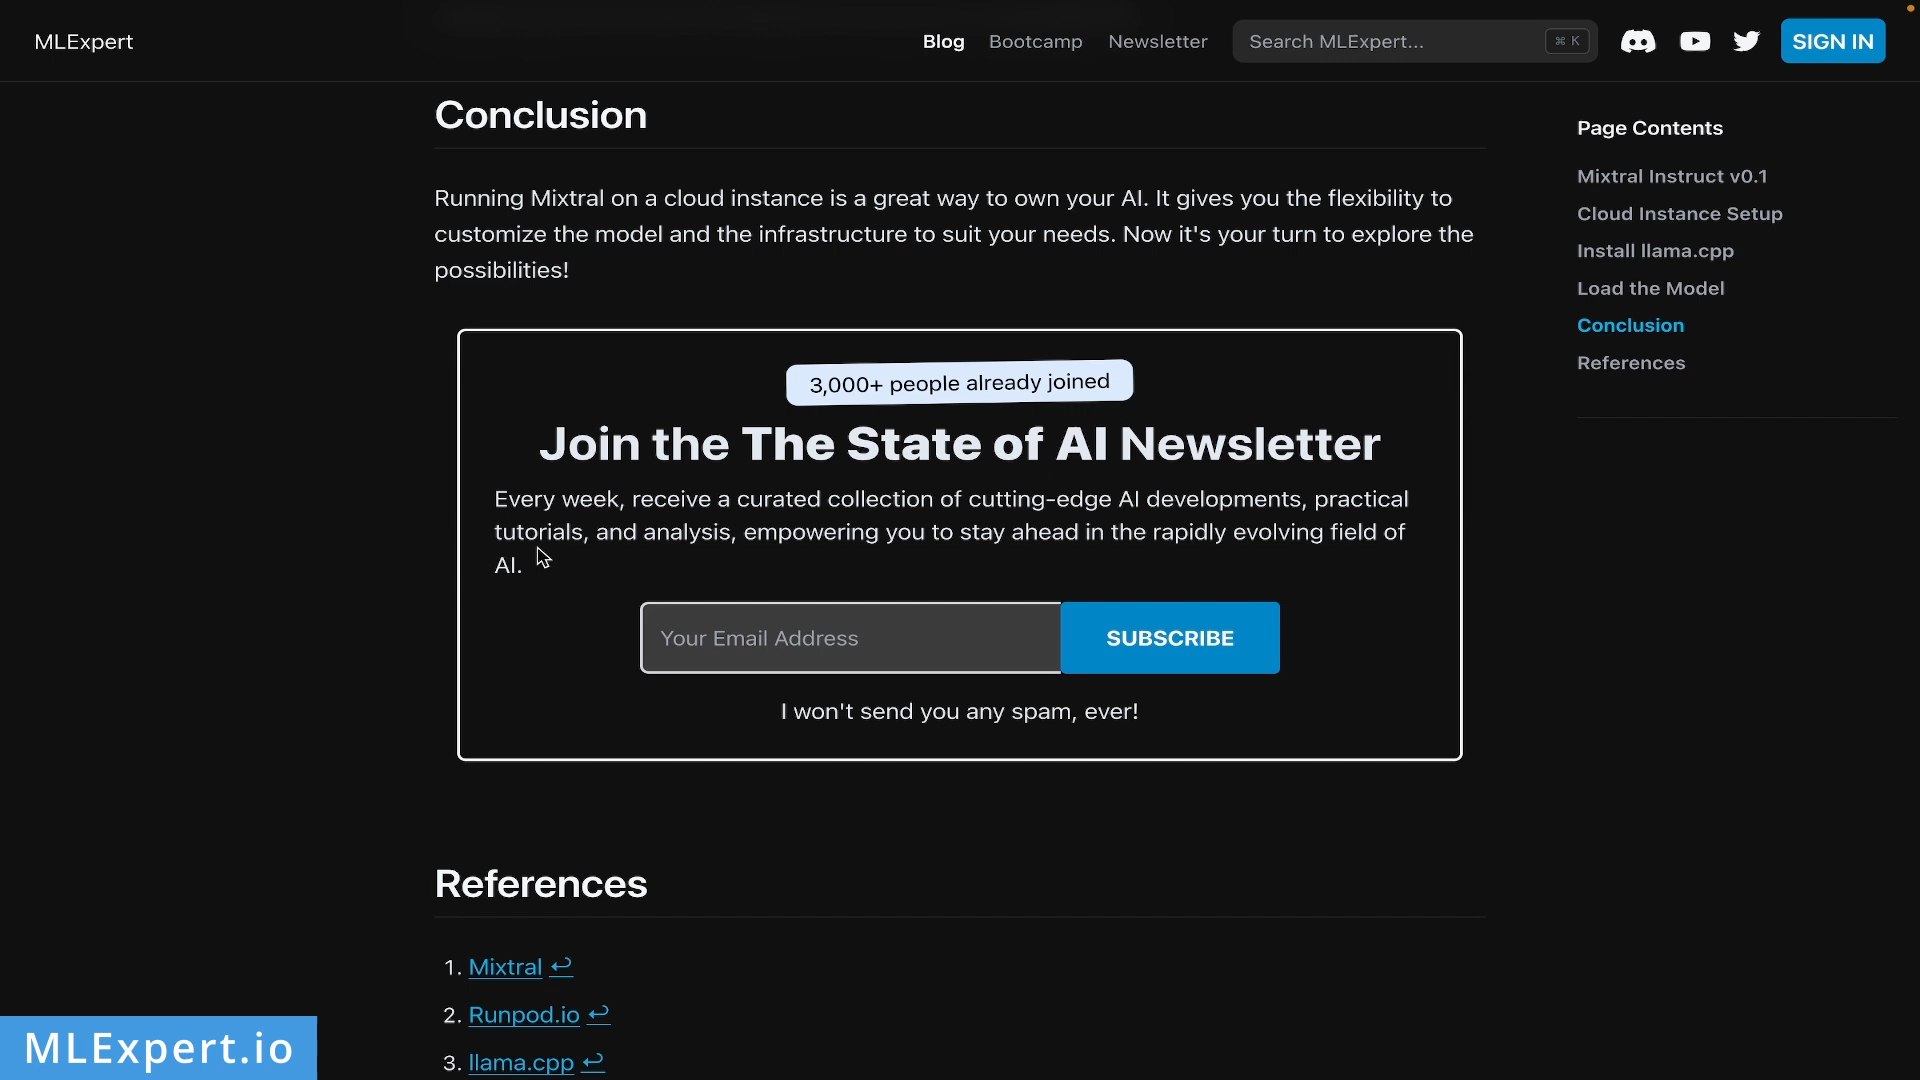 MLExpert
Blog Bootcamp Newsletter Search MLExpert... ⌘ K SIGN IN
Conclusion
Running Mixtral on a cloud instance is a great way to own your AI. It gives you the flexibility to
customize the model and the infrastructure to suit your needs. Now it's your turn to explore the
possibilities!
3,000+ people already joined
Join the The State of AI Newsletter
Every week, receive a curated collection of cutting-edge AI developments, practical
tutorials, and analysis, empowering you to stay ahead in the rapidly evolving field of
AI.
Your Email Address SUBSCRIBE
I won't send you any spam, ever!
References
1. Mixtral ↩
2. Runpod.io ↩
3. llama.cpp ↩
Page Contents
Mixtral Instruct v0.1
Cloud Instance Setup
Install llama.cpp
Load the Model
Conclusion
References
MLExpert.io